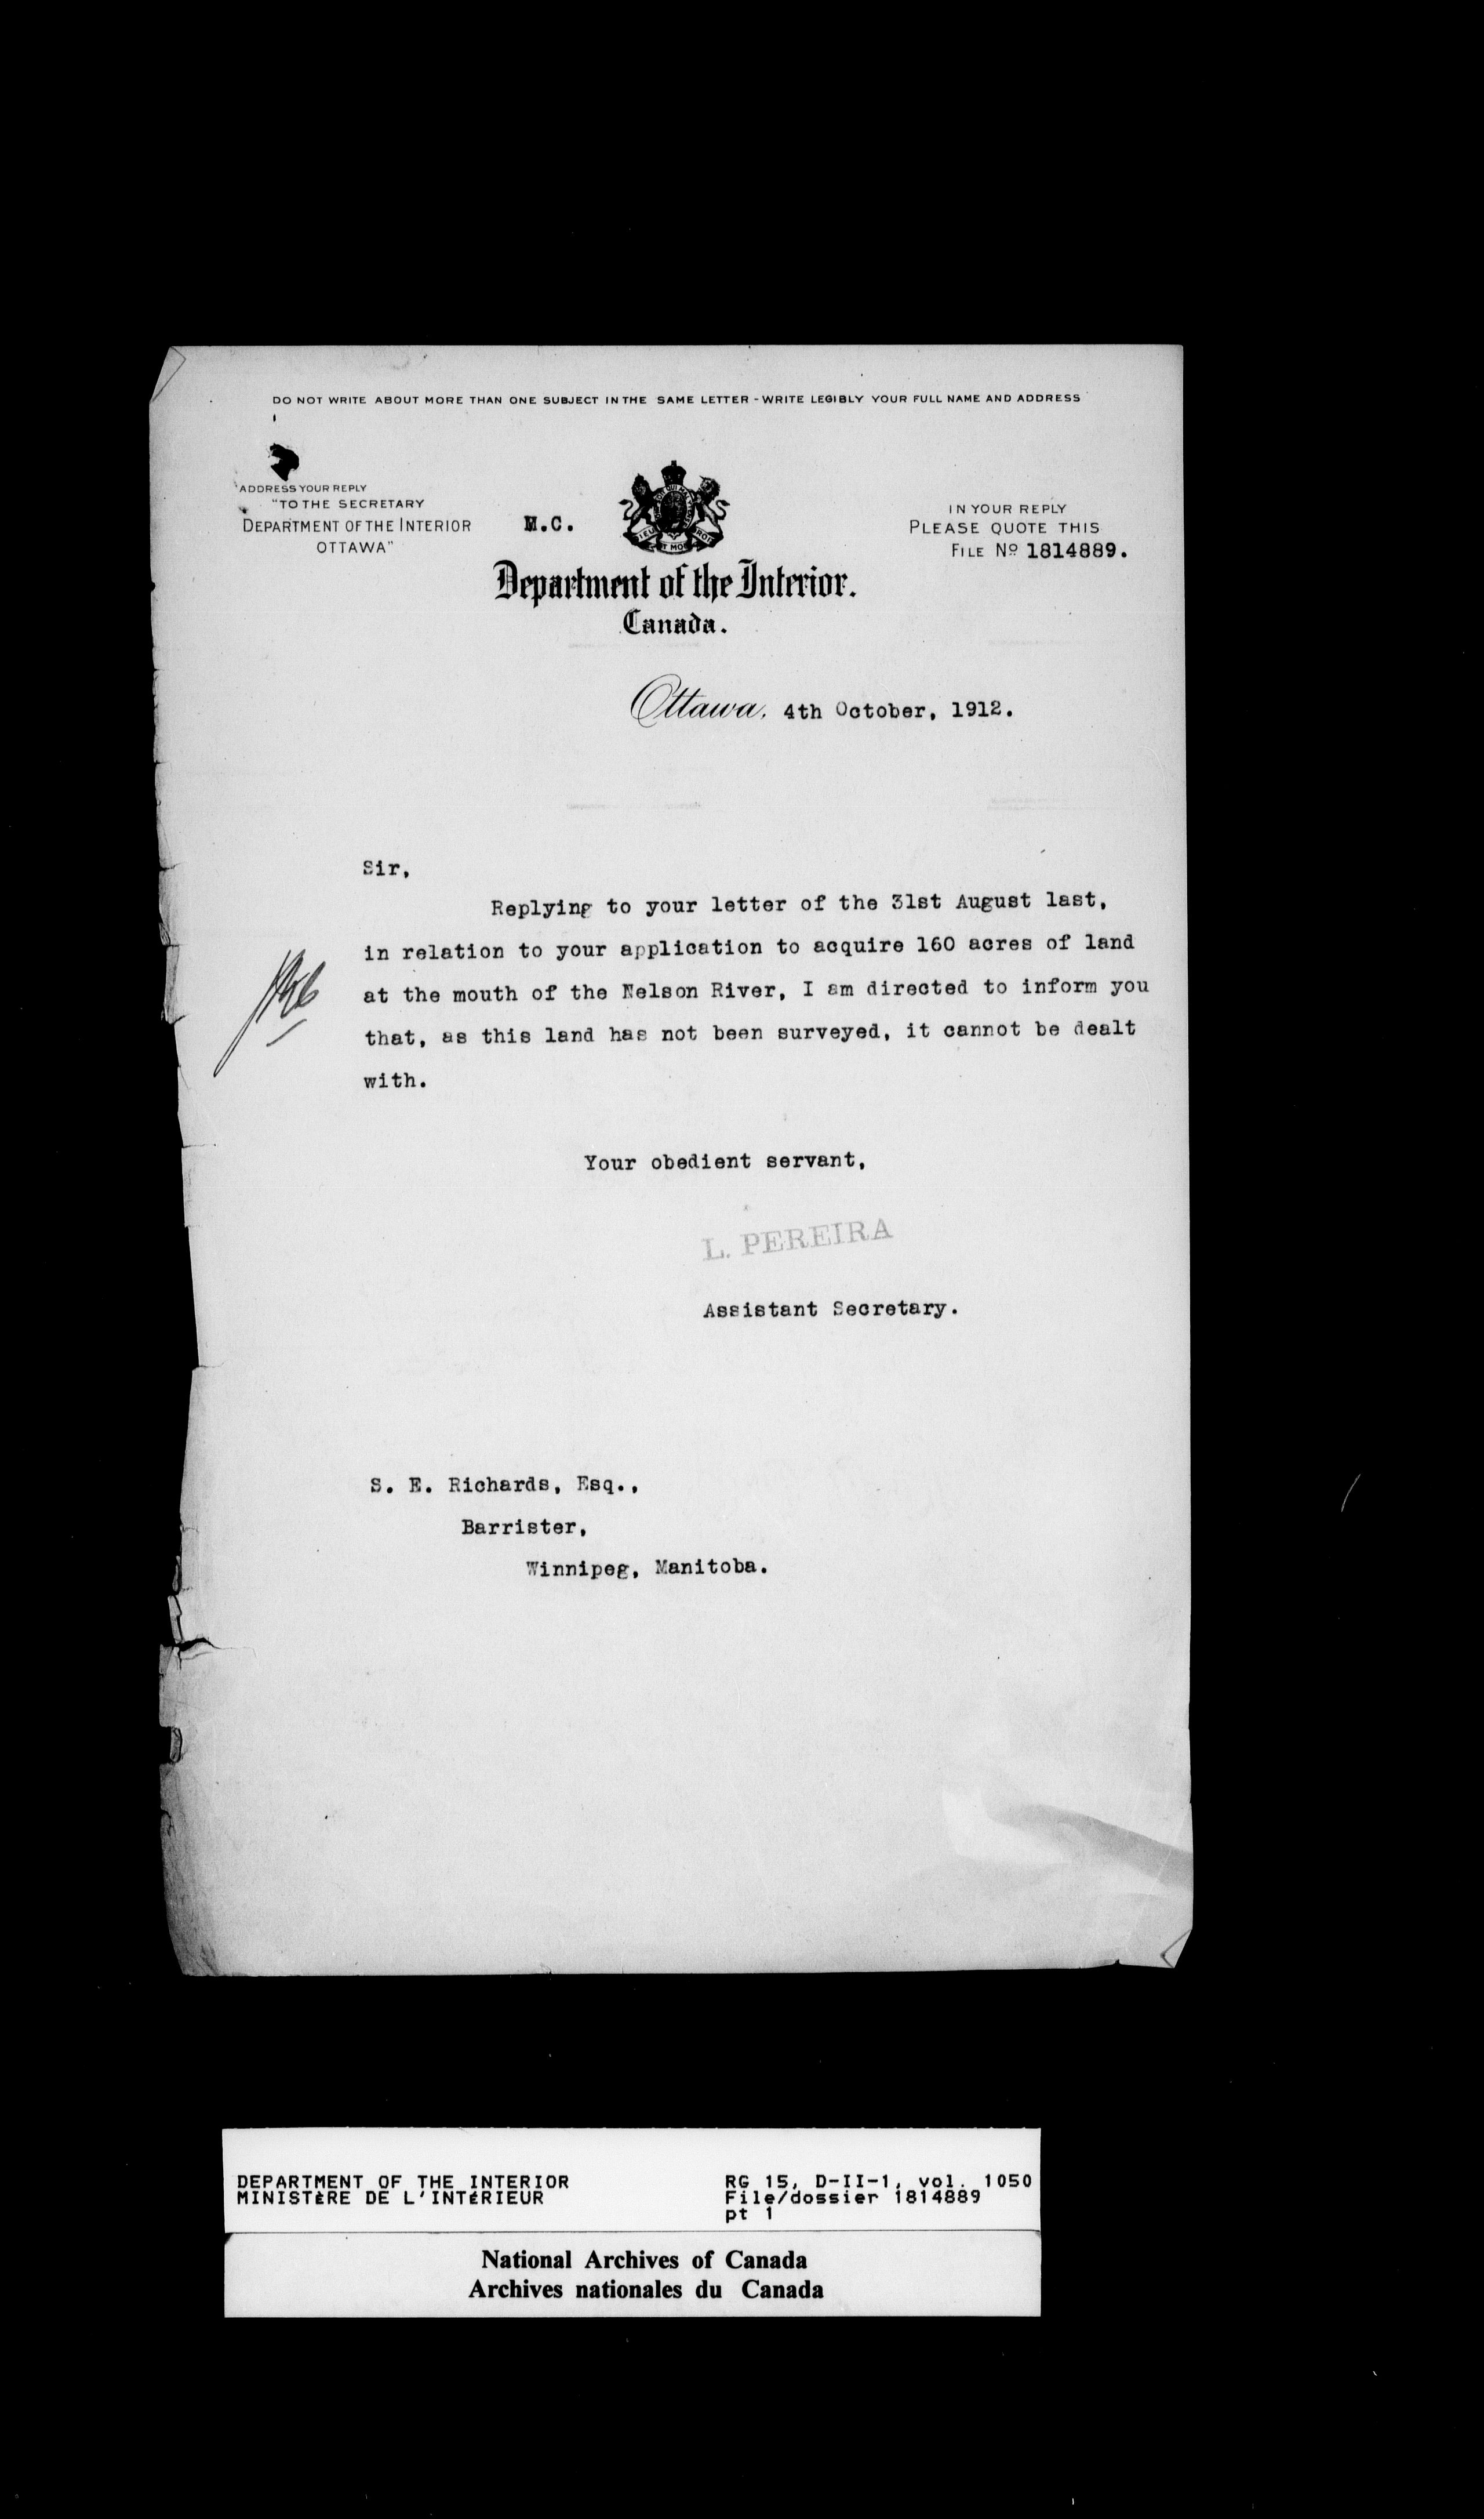 DO NOT WRITE ABOUT MORE THAN ONE SUBJECT IN THE SAME LETTER - WRITE LEGIBLY YOUR FULL NAME AND ADDRESS
ADDRESS YOUR REPLY
"TO THE SECRETARY
DEPARTMENT OF THE INTERIOR
OTTAWA"
M.C.
IN YOUR REPLY
PLEASE QUOTE THIS
FILE No 1814889.
Department of the Interior.
Canada.
Ottawa, 4th October, 1912.
Sir,
Replying to your letter of the 31st August last,
in relation to your application to acquire 160 acres of land
at the mouth of the Nelson River, I am directed to inform you
that, as this land has not been surveyed, it cannot be dealt
with.
Your obedient servant,
L. PEREIRA
Assistant Secretary.
S. E. Richards, Esq.,
Barrister,
Winnipeg, Manitoba.
DEPARTMENT OF THE INTERIOR
MINISTÈRE DE L'INTÉRIEUR
RG 15, D-II-1, vol. 1050
File/dossier 1814889
pt 1
National Archives of Canada
Archives nationales du Canada